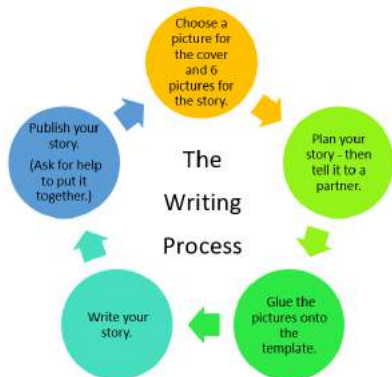 The
Writing
Process
Choose a
picture for
the cover
and 6
pictures for
the story.
Plan your
story - then
tell it to a
partner.
Glue the
pictures onto
the
template.
Write your
story.
Publish your
story.
(Ask for help
to put it
together.)